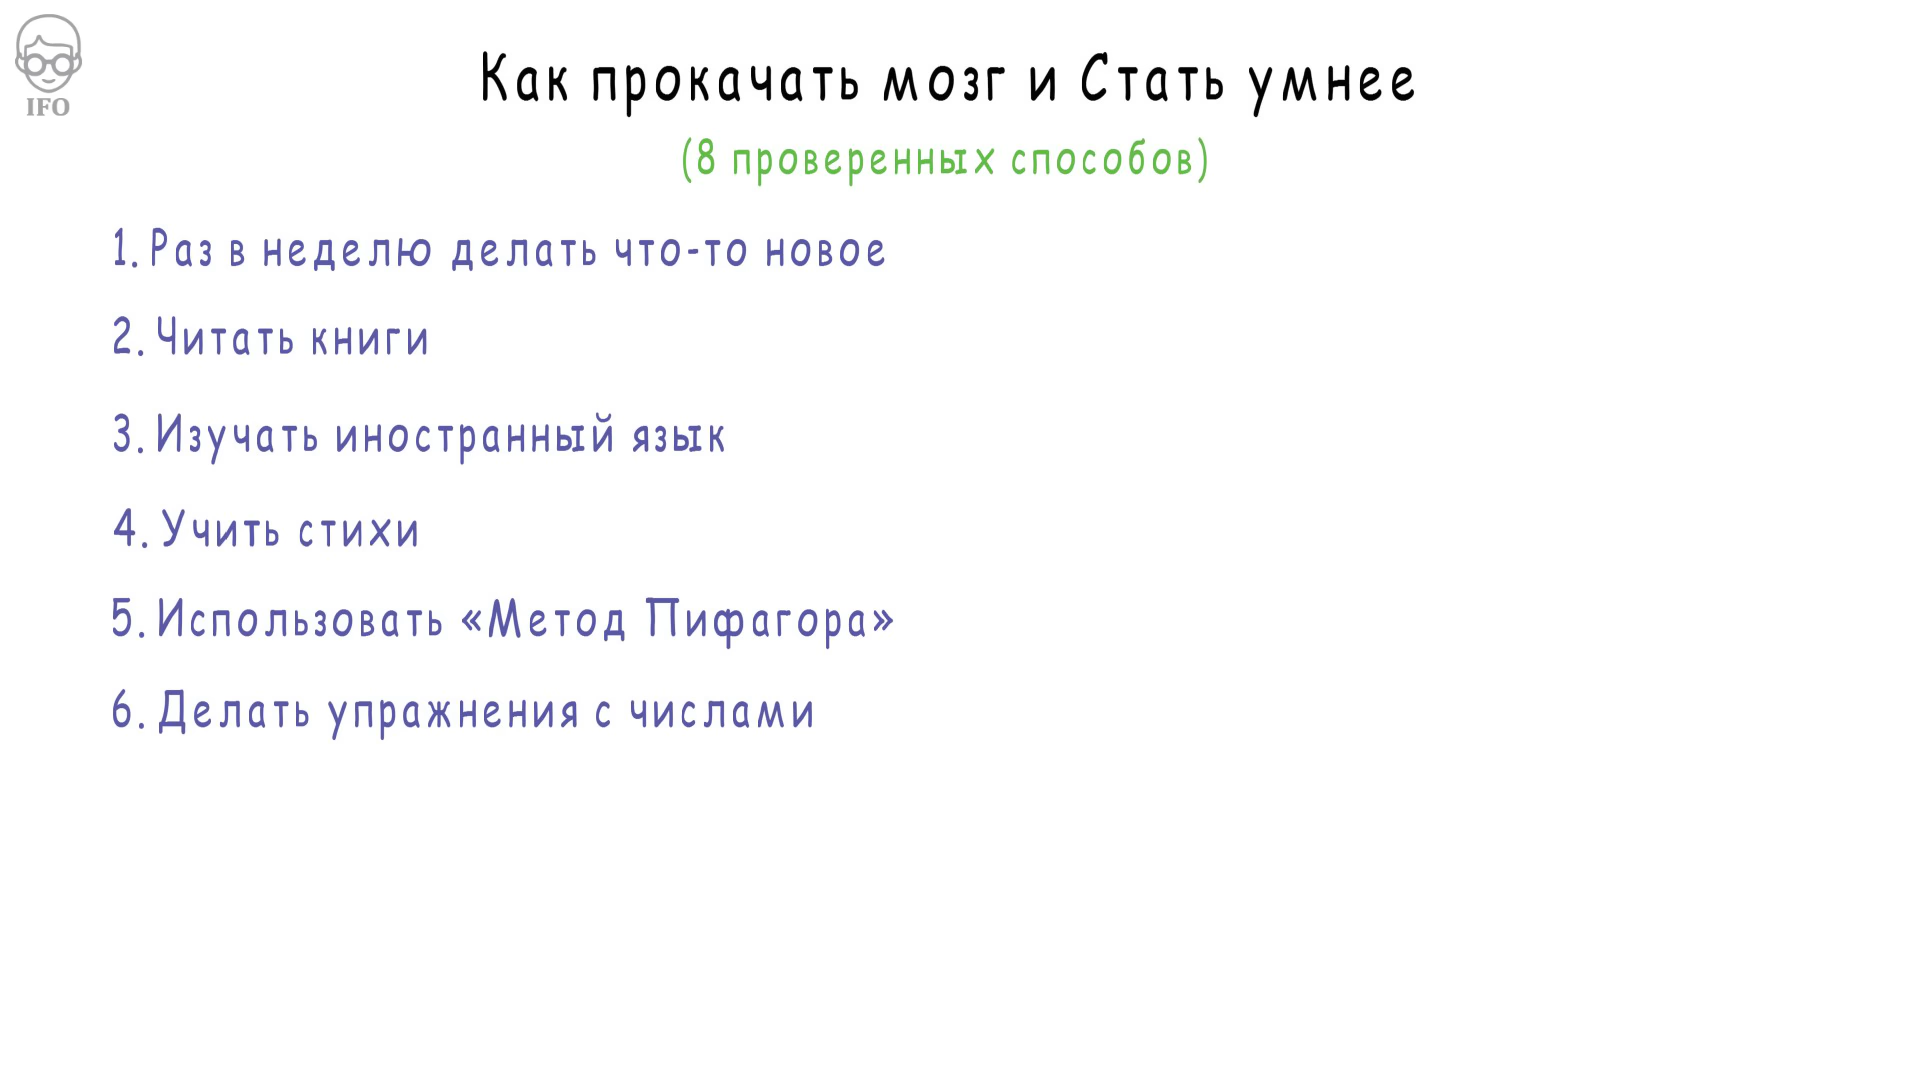 IFO
Как прокачать мозг и Стать умнее
(8 проверенных способов)
1. Раз в неделю делать что-то новое
2. Читать книги
3. Изучать иностранный язык
4. Учить стихи
5. Использовать «Метод Пифагора»
6. Делать упражнения с числами